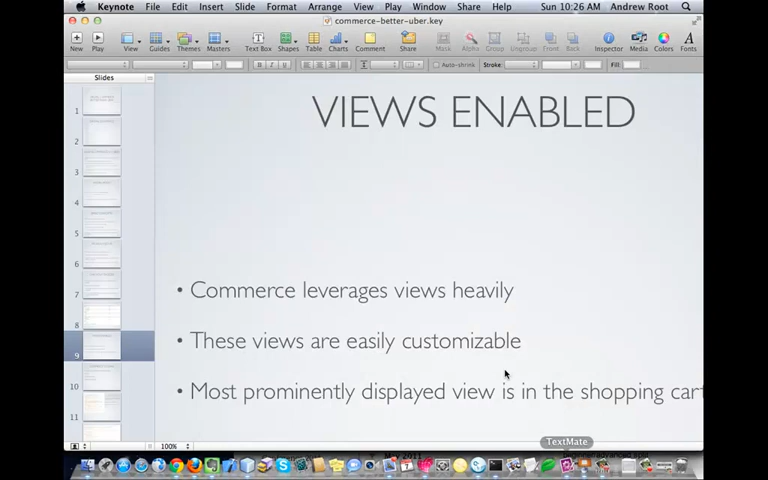 Keynote File Edit Insert Slide Format Arrange View Play Window Share Help Sun 10:26 AM Andrew Root
commerce-better-uber.key
New Play View Guides Themes Masters Text Box Shapes Table Charts Comment Share Mask Alpha Group Ungroup Front Back Inspector Media Colors Fonts
B I U Auto-shrink Stroke: Fill:
Slides
1
2
3
4
5
6
7
8
9
10
11
VIEWS ENABLED
• Commerce leverages views heavily
• These views are easily customizable
• Most prominently displayed view is in the shopping cart
100%
TextMate